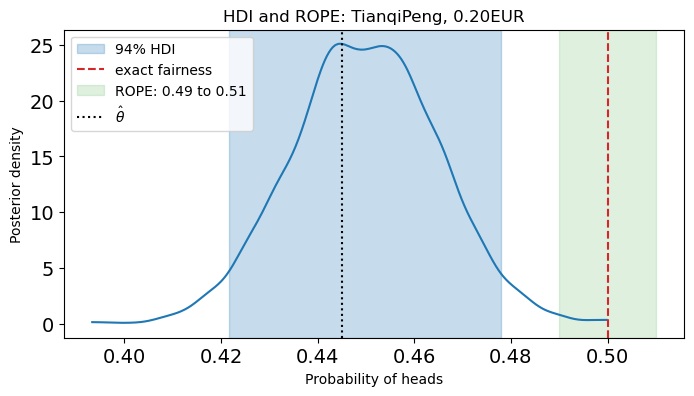 HDI and ROPE: TianqiPeng, 0.20EUR
94% HDI
exact fairness
ROPE: 0.49 to 0.51
θ̂
Posterior density
25
20
15
10
5
0
0.40 0.42 0.44 0.46 0.48 0.50
Probability of heads